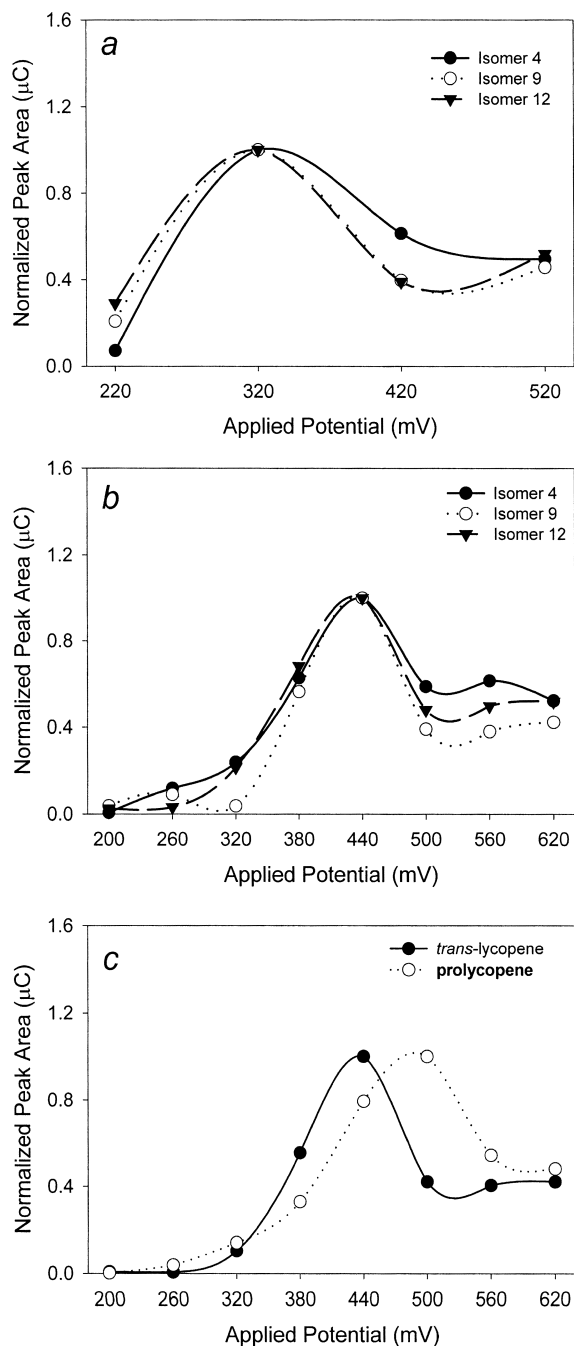 a
Isomer 4
Isomer 9
Isomer 12
Normalized Peak Area (μC)
1.6
1.2
0.8
0.4
0.0
220 320 420 520
Applied Potential (mV)
b
Isomer 4
Isomer 9
Isomer 12
Normalized Peak Area (μC)
1.6
1.2
0.8
0.4
0.0
200 260 320 380 440 500 560 620
Applied Potential (mV)
c
trans-lycopene
prolycopene
Normalized Peak Area (μC)
1.6
1.2
0.8
0.4
0.0
200 260 320 380 440 500 560 620
Applied Potential (mV)